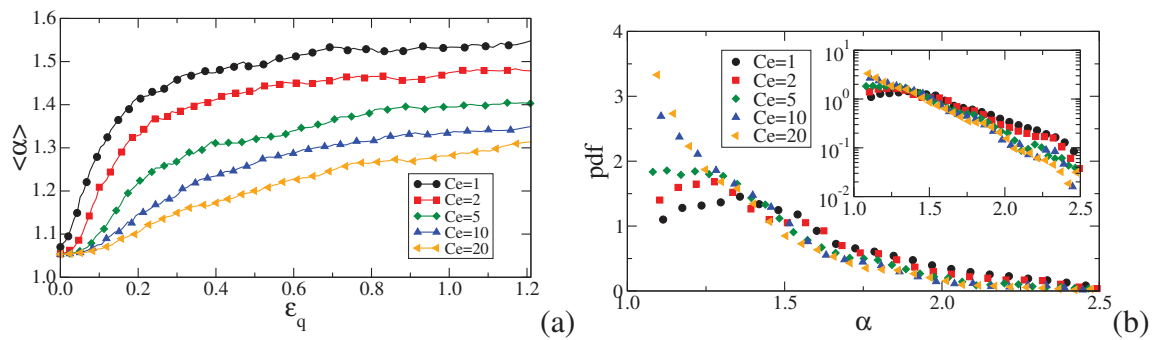 1.6
1.5
1.4
1.3
1.2
1.1
1.0
<α>
0.0 0.2 0.4 0.6 0.8 1.0 1.2
ε_q
Ce=1
Ce=2
Ce=5
Ce=10
Ce=20
(a)
4
3
2
1
0
pdf
1.0 1.5 2.0 2.5
α
Ce=1
Ce=2
Ce=5
Ce=10
Ce=20
10^1
10^0
10^-1
10^-2
1.0 1.5 2.0 2.5
(b)